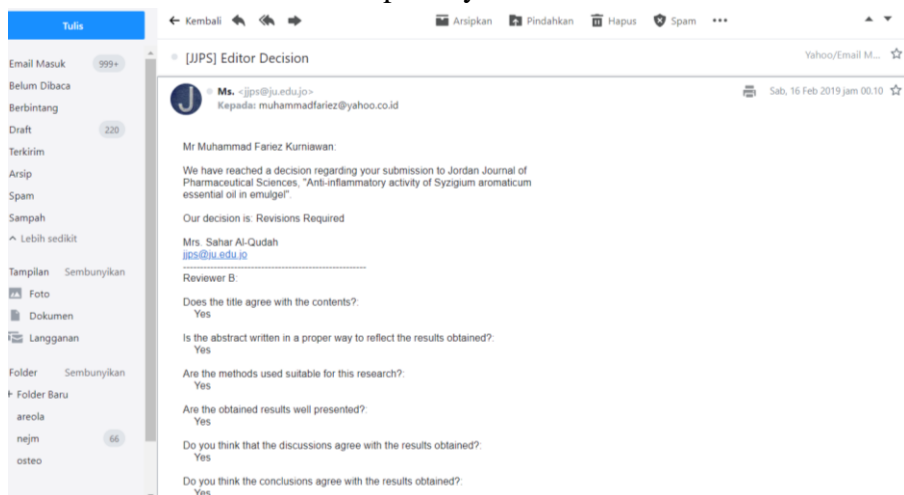 Tulis
Email Masuk 999+
Belum Dibaca
Berbintang
Draft 220
Terkirim
Arsip
Spam
Sampah
Lebih sedikit
Tampilan Sembunyikan
Foto
Dokumen
Langganan
Folder Sembunyikan
+ Folder Baru
areola
nejm 66
osteo
Kembali Arsipkan Pindahkan Hapus Spam
[JJPS] Editor Decision Yahoo/Email M...
J
Ms. <jjps@ju.edu.jo> Sab, 16 Feb 2019 jam 00.10
Kepada: muhammadfariez@yahoo.co.id
Mr Muhammad Fariez Kurniawan:
We have reached a decision regarding your submission to Jordan Journal of
Pharmaceutical Sciences, "Anti-inflammatory activity of Syzigium aromaticum
essential oil in emulgel".
Our decision is: Revisions Required
Mrs. Sahar Al-Qudah
jjps@ju.edu.jo
------------------------------------------------------
Reviewer B:
Does the title agree with the contents?:
Yes
Is the abstract written in a proper way to reflect the results obtained?:
Yes
Are the methods used suitable for this research?:
Yes
Are the obtained results well presented?:
Yes
Do you think that the discussions agree with the results obtained?:
Yes
Do you think the conclusions agree with the results obtained?:
Yes